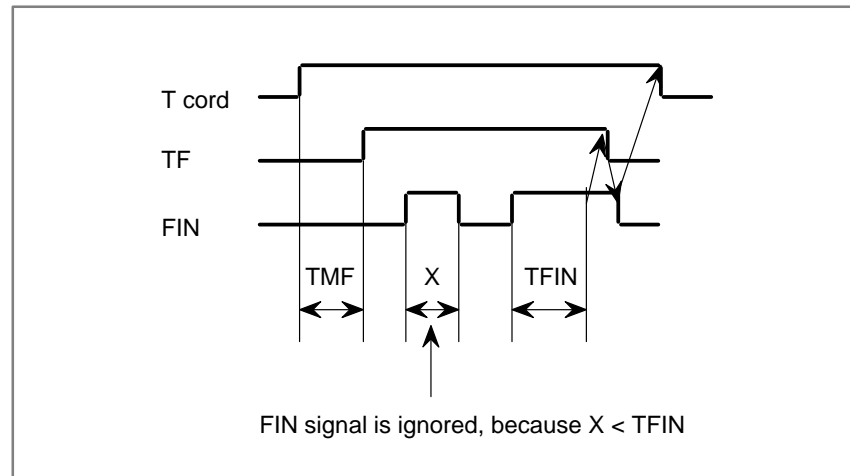 T cord
TF
FIN
TMF X TFIN
FIN signal is ignored, because X < TFIN